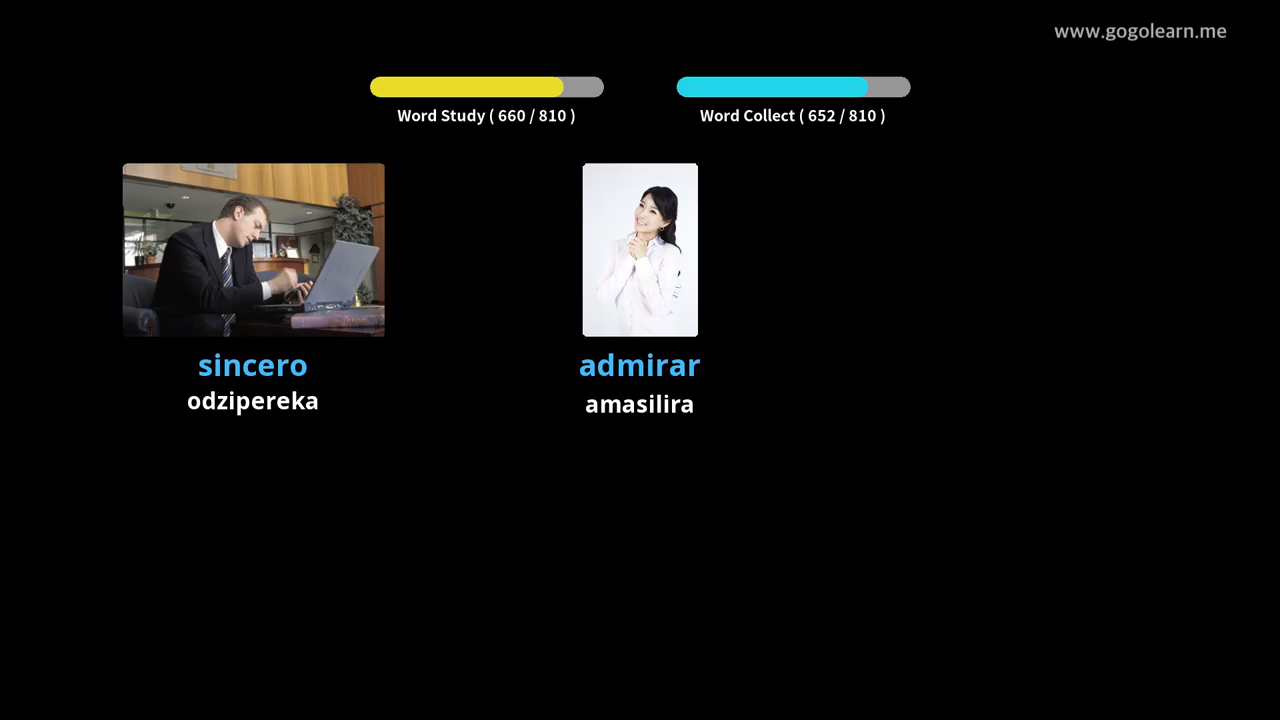 www.gogolearn.me
Word Study ( 660 / 810 )
Word Collect ( 652 / 810 )
sincero
odzipereka
admirar
amasilira